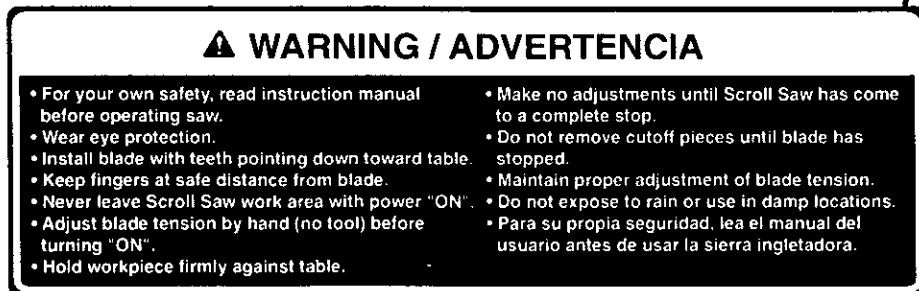 ⚠ WARNING / ADVERTENCIA
• For your own safety, read instruction manual
before operating saw.
• Wear eye protection.
• Install blade with teeth pointing down toward table.
• Keep fingers at safe distance from blade.
• Never leave Scroll Saw work area with power "ON".
• Adjust blade tension by hand (no tool) before
turning "ON".
• Hold workpiece firmly against table.
• Make no adjustments until Scroll Saw has come
to a complete stop.
• Do not remove cutoff pieces until blade has
stopped.
• Maintain proper adjustment of blade tension.
• Do not expose to rain or use in damp locations.
• Para su propia seguridad, lea el manual del
usuario antes de usar la sierra ingletadora.